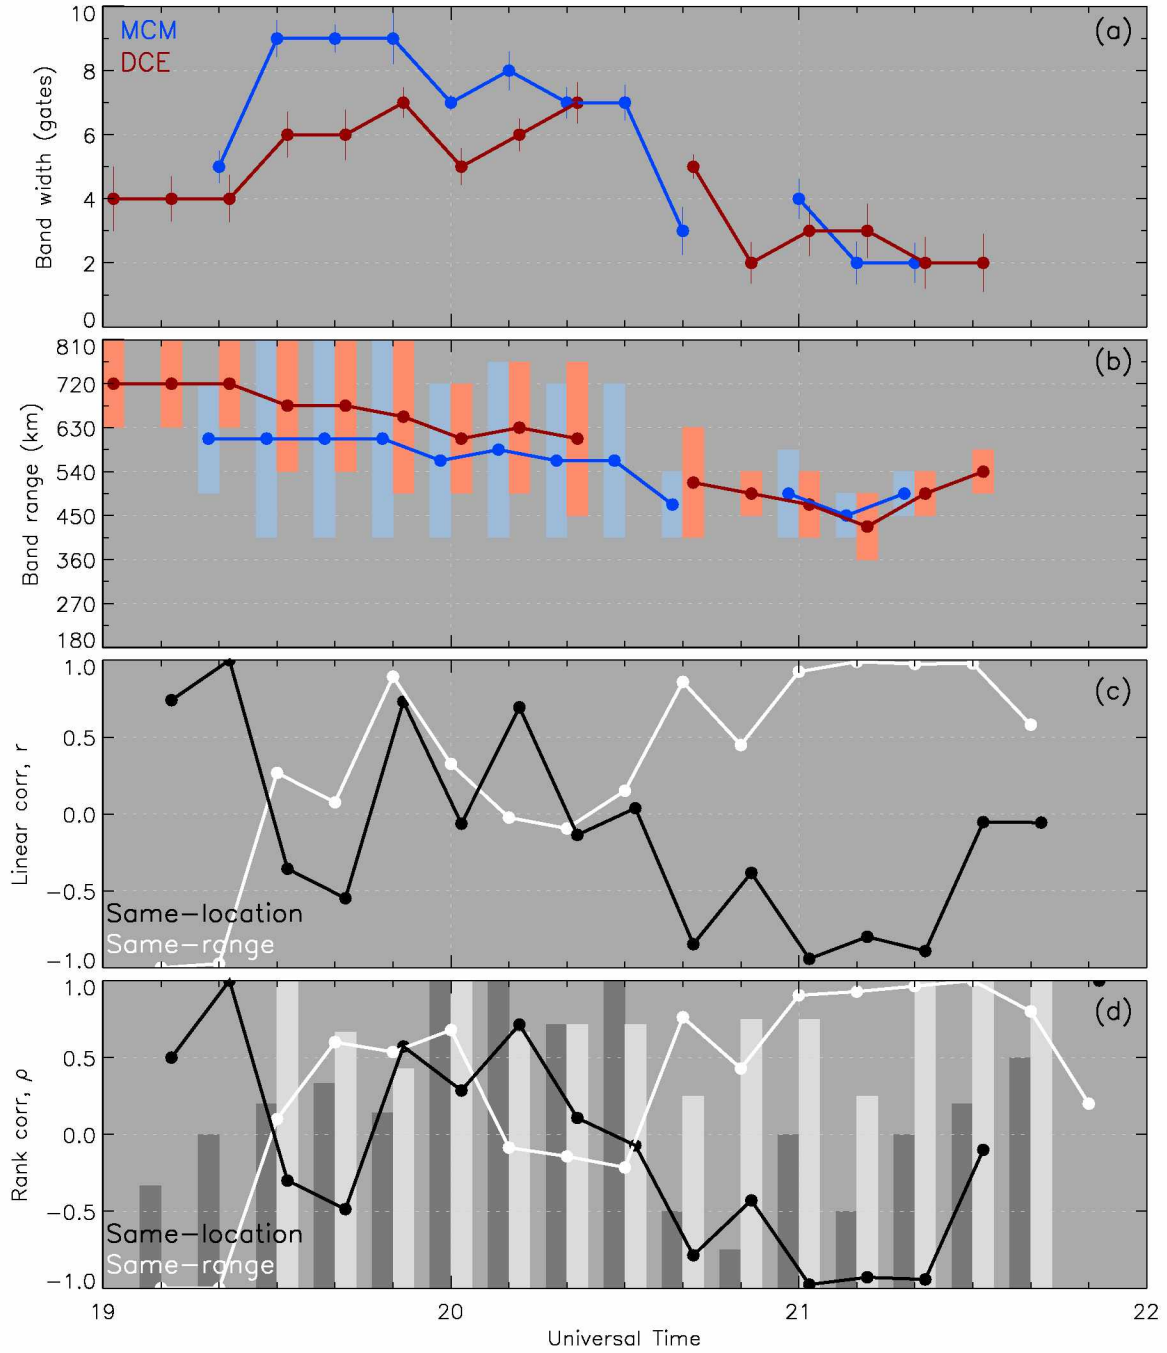 MCM
DCE
(a)
10
8
6
4
2
0
Band width (gates)
(b)
810
720
630
540
450
360
270
180
Band range (km)
(c)
1.0
0.5
0.0
−0.5
−1.0
Linear corr, r
Same−location
Same−range
(d)
1.0
0.5
0.0
−0.5
−1.0
Rank corr, ρ
Same−location
Same−range
19
20
21
22
Universal Time